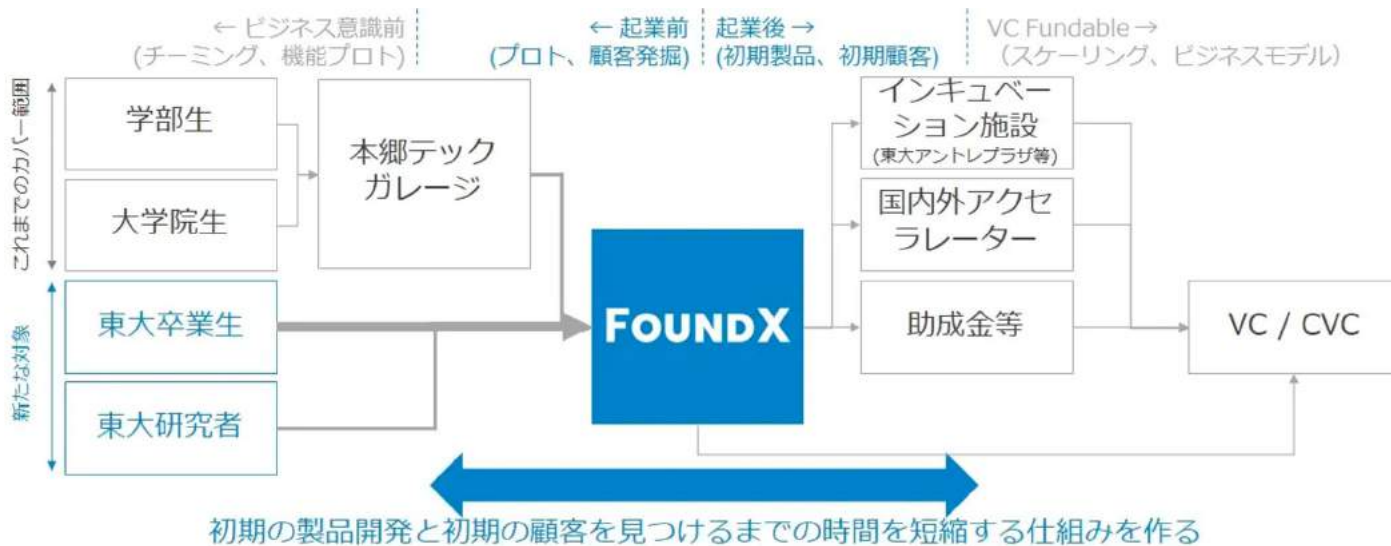 ← ビジネス意識前
(チーミング、機能プロト)
← 起業前
(プロト、顧客発掘)
起業後→
(初期製品、初期顧客)
VC Fundable →
（スケーリング、ビジネスモデル）
これまでのカバー範囲
学部生
大学院生
本郷テック
ガレージ
新たな対象
東大卒業生
東大研究者
FOUNDX
インキュベー
ション施設
(東大アントレプラザ等)
国内外アクセ
ラレーター
助成金等
VC / CVC
初期の製品開発と初期の顧客を見つけるまでの時間を短縮する仕組みを作る